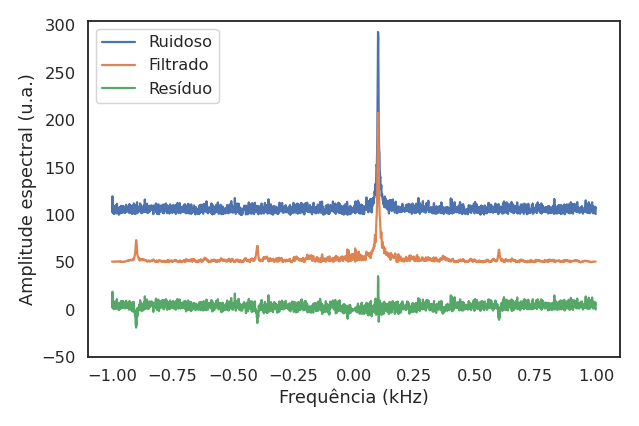 Ruidoso
Filtrado
Resíduo
Amplitude espectral (u.a.)
300
250
200
150
100
50
0
−50
−1.00 −0.75 −0.50 −0.25 0.00 0.25 0.50 0.75 1.00
Frequência (kHz)